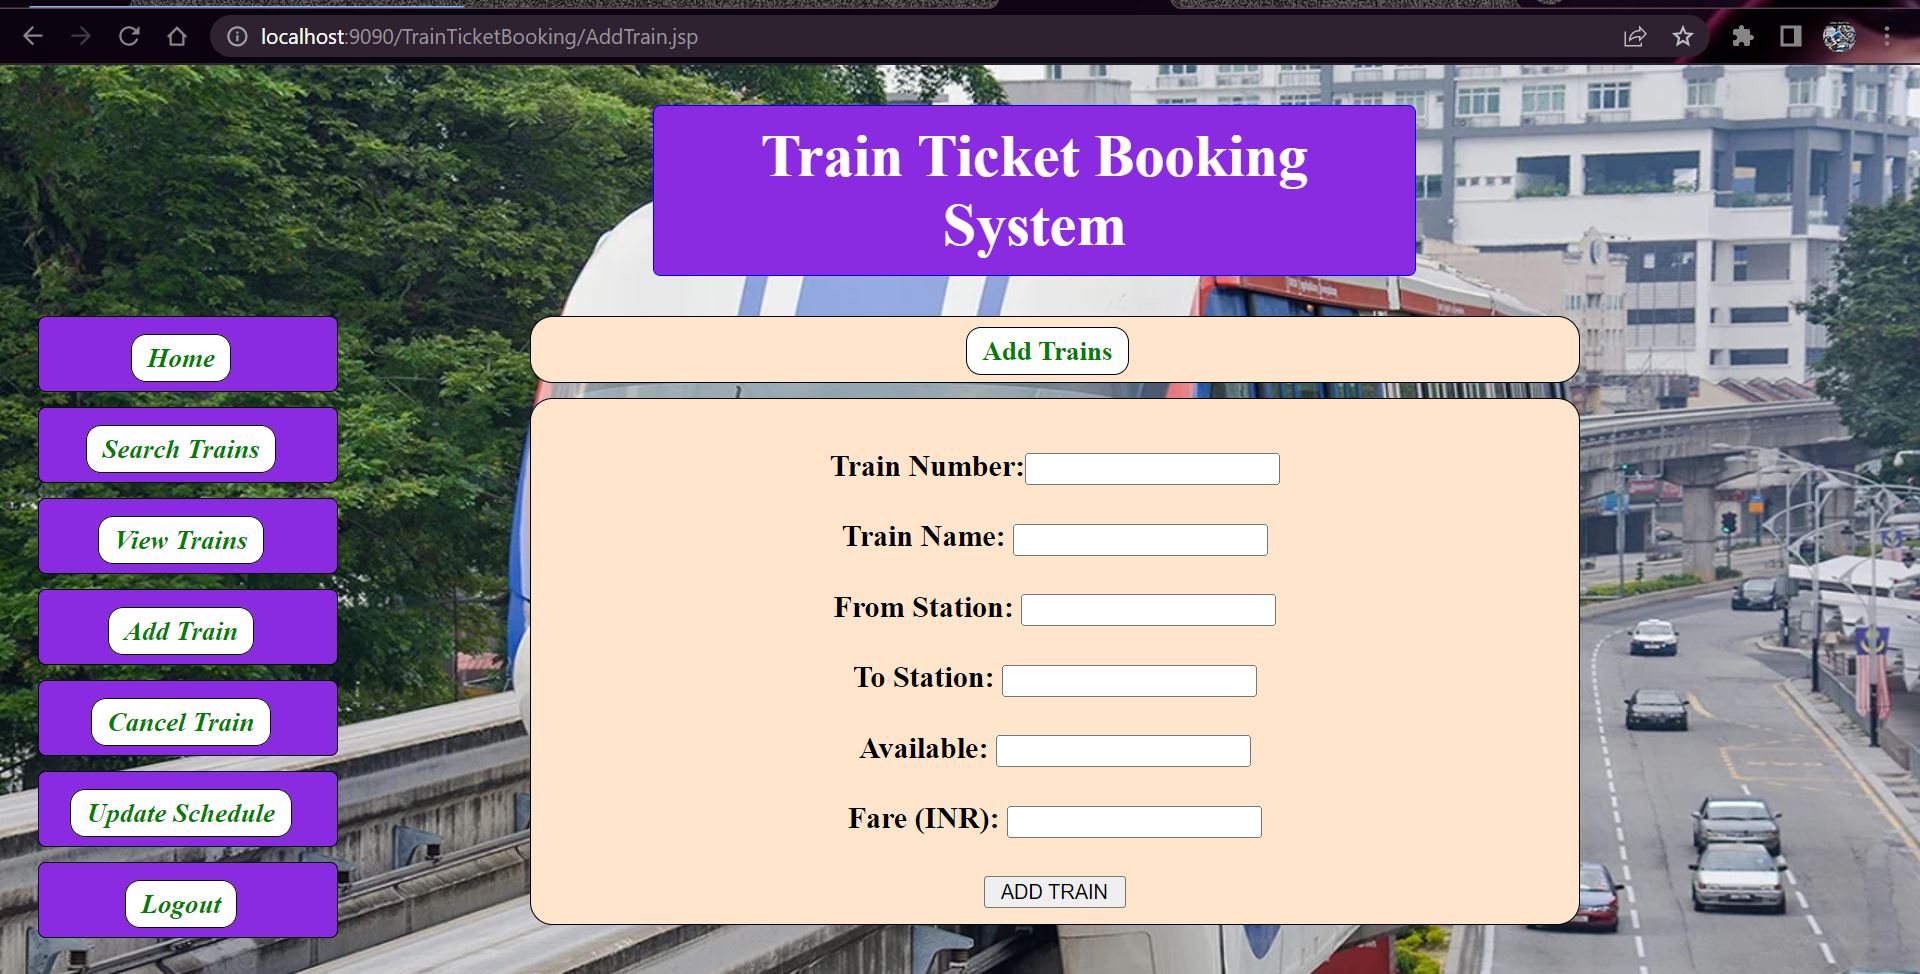 localhost:9090/TrainTicketBooking/AddTrain.jsp
Train Ticket Booking
System
Home
Search Trains
View Trains
Add Train
Cancel Train
Update Schedule
Logout
Add Trains
Train Number:
Train Name:
From Station:
To Station:
Available:
Fare (INR):
ADD TRAIN